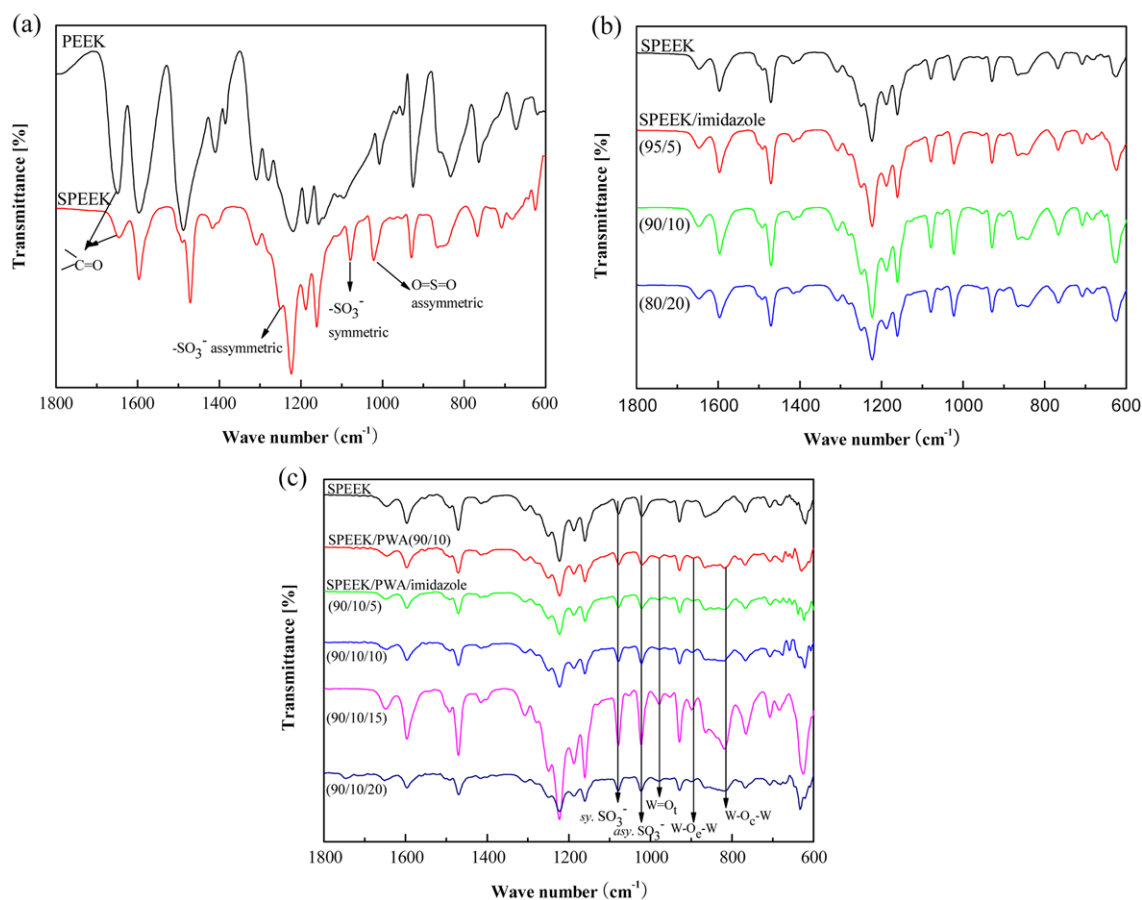 (a)
PEEK
SPEEK
C=O
-SO₃⁻ assymmetric
-SO₃⁻
symmetric
O=S=O
assymmetric
Transmittance [%]
1800 1600 1400 1200 1000 800 600
Wave number (cm⁻¹)
(b)
SPEEK
SPEEK/imidazole
(95/5)
(90/10)
(80/20)
Transmittance [%]
1800 1600 1400 1200 1000 800 600
Wave number (cm⁻¹)
(c)
SPEEK
SPEEK/PWA(90/10)
SPEEK/PWA/imidazole
(90/10/5)
(90/10/10)
(90/10/15)
(90/10/20)
sy. SO₃⁻
asy. SO₃⁻
W=Oₜ
W-Oₑ-W
W-O_c-W
Transmittance [%]
1800 1600 1400 1200 1000 800 600
Wave number (cm⁻¹)